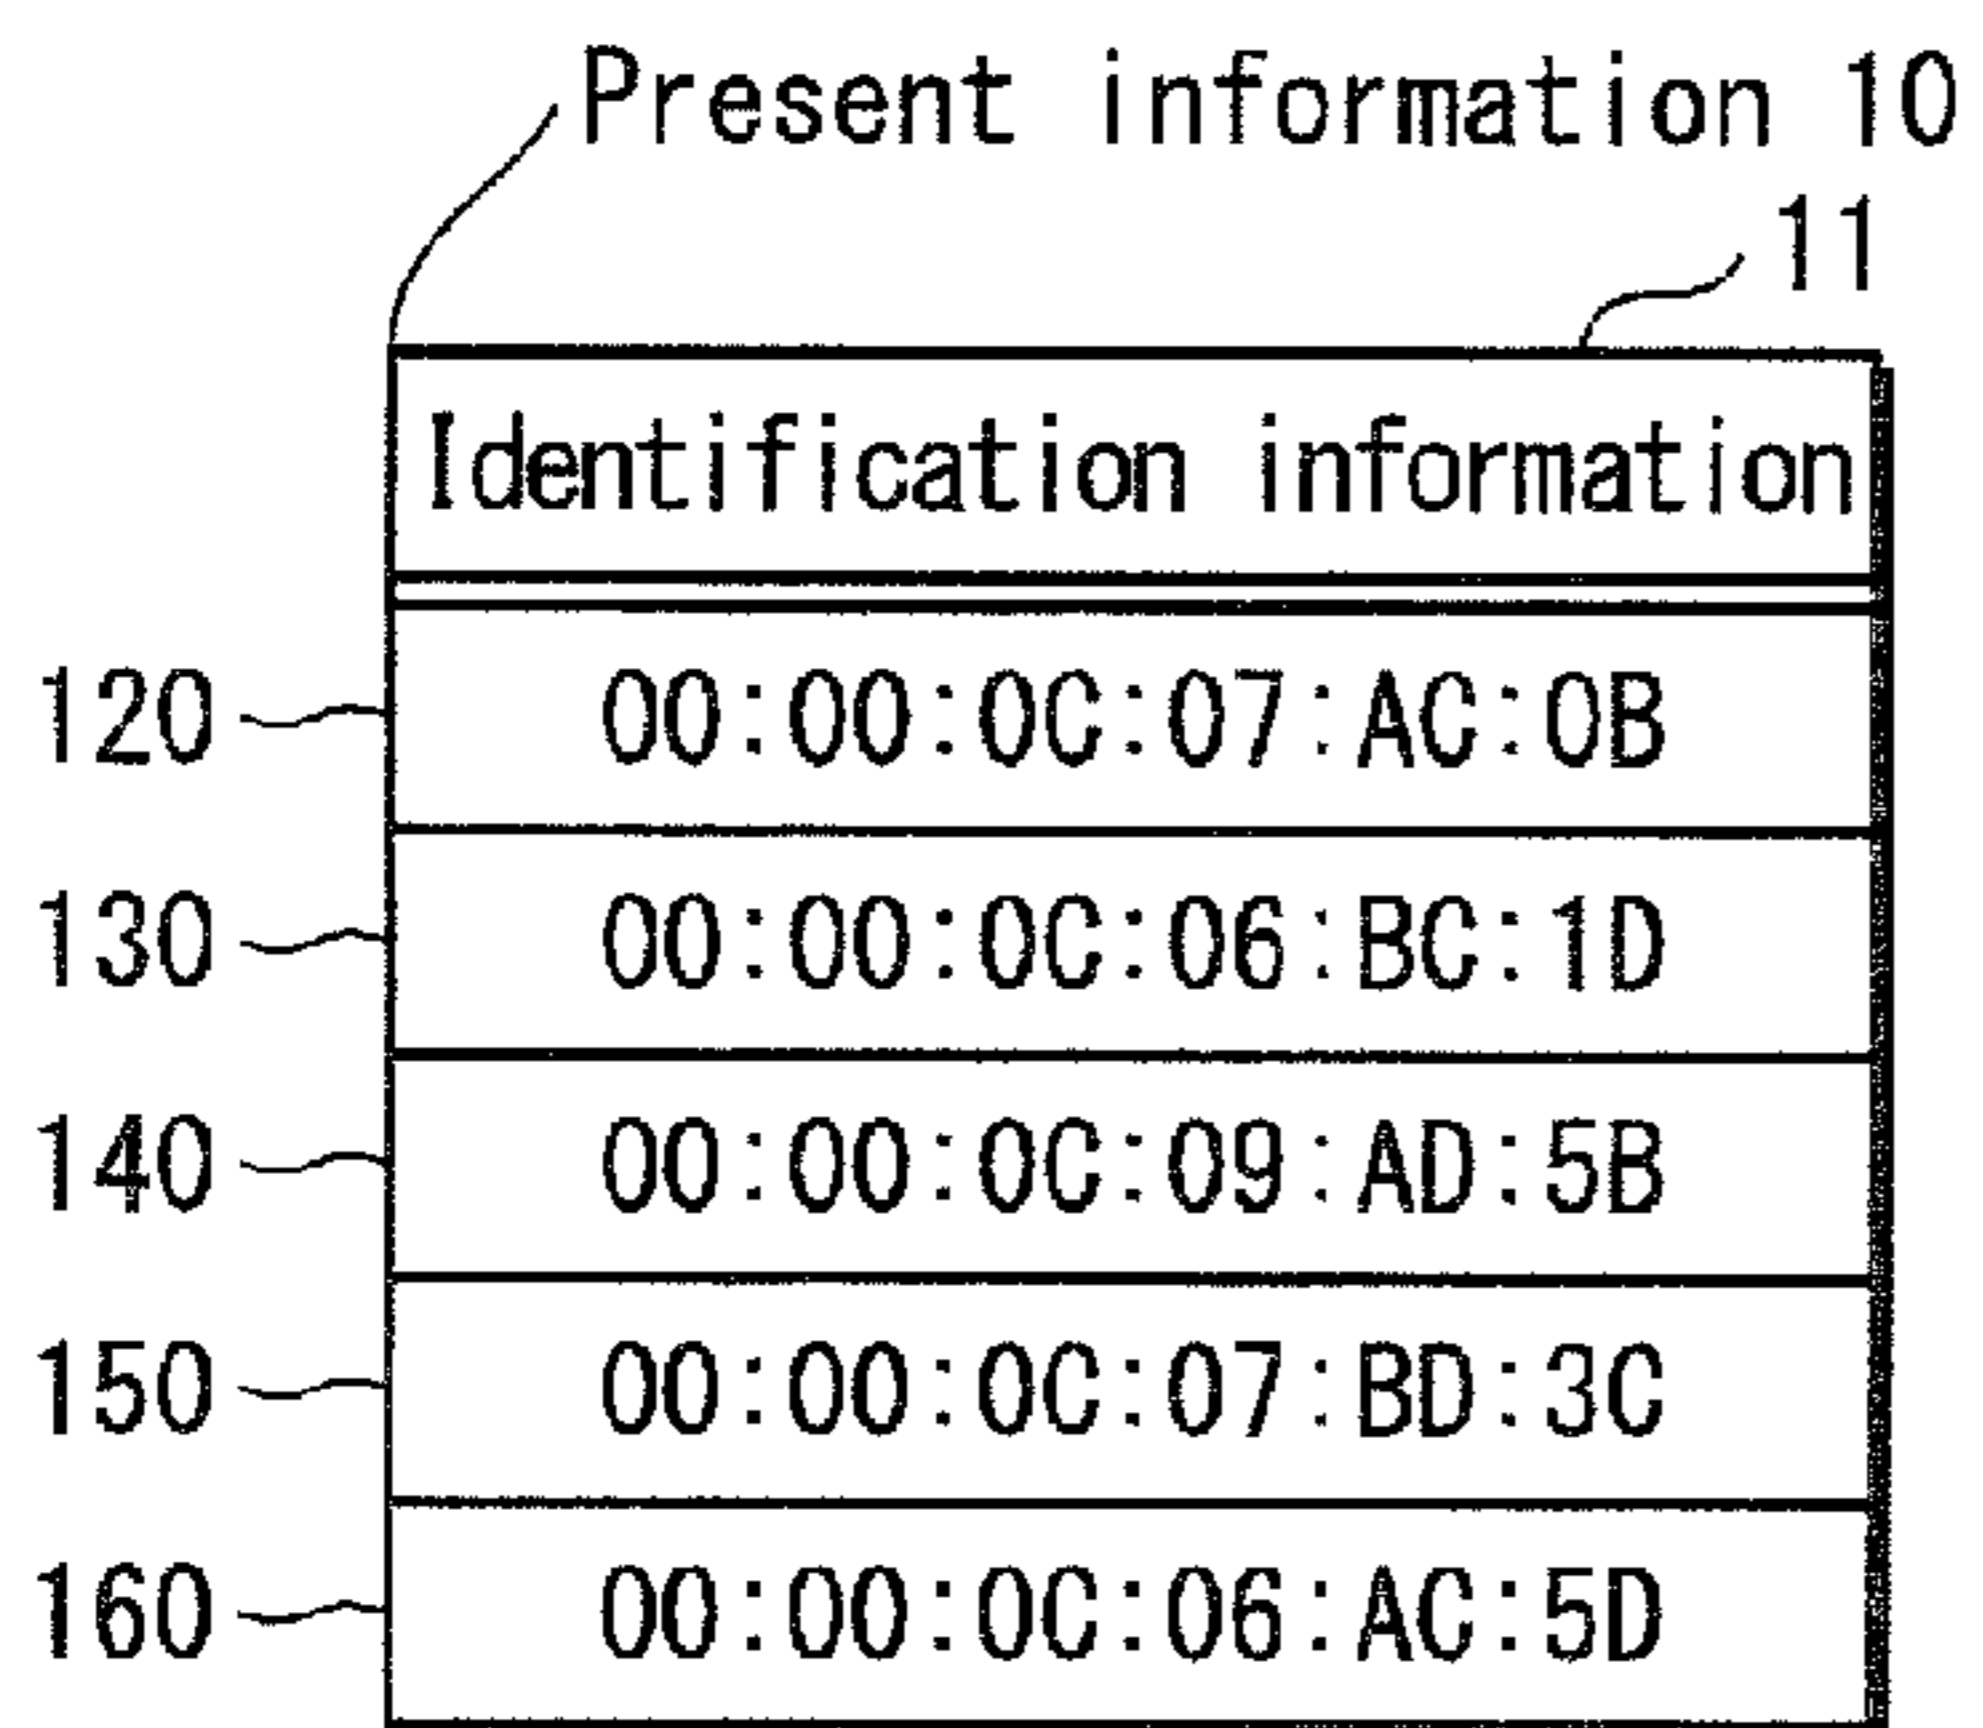 Present information 10
11
Identification information
120 00:00:0C:07:AC:0B
130 00:00:0C:06:BC:1D
140 00:00:0C:09:AD:5B
150 00:00:0C:07:BD:3C
160 00:00:0C:06:AC:5D